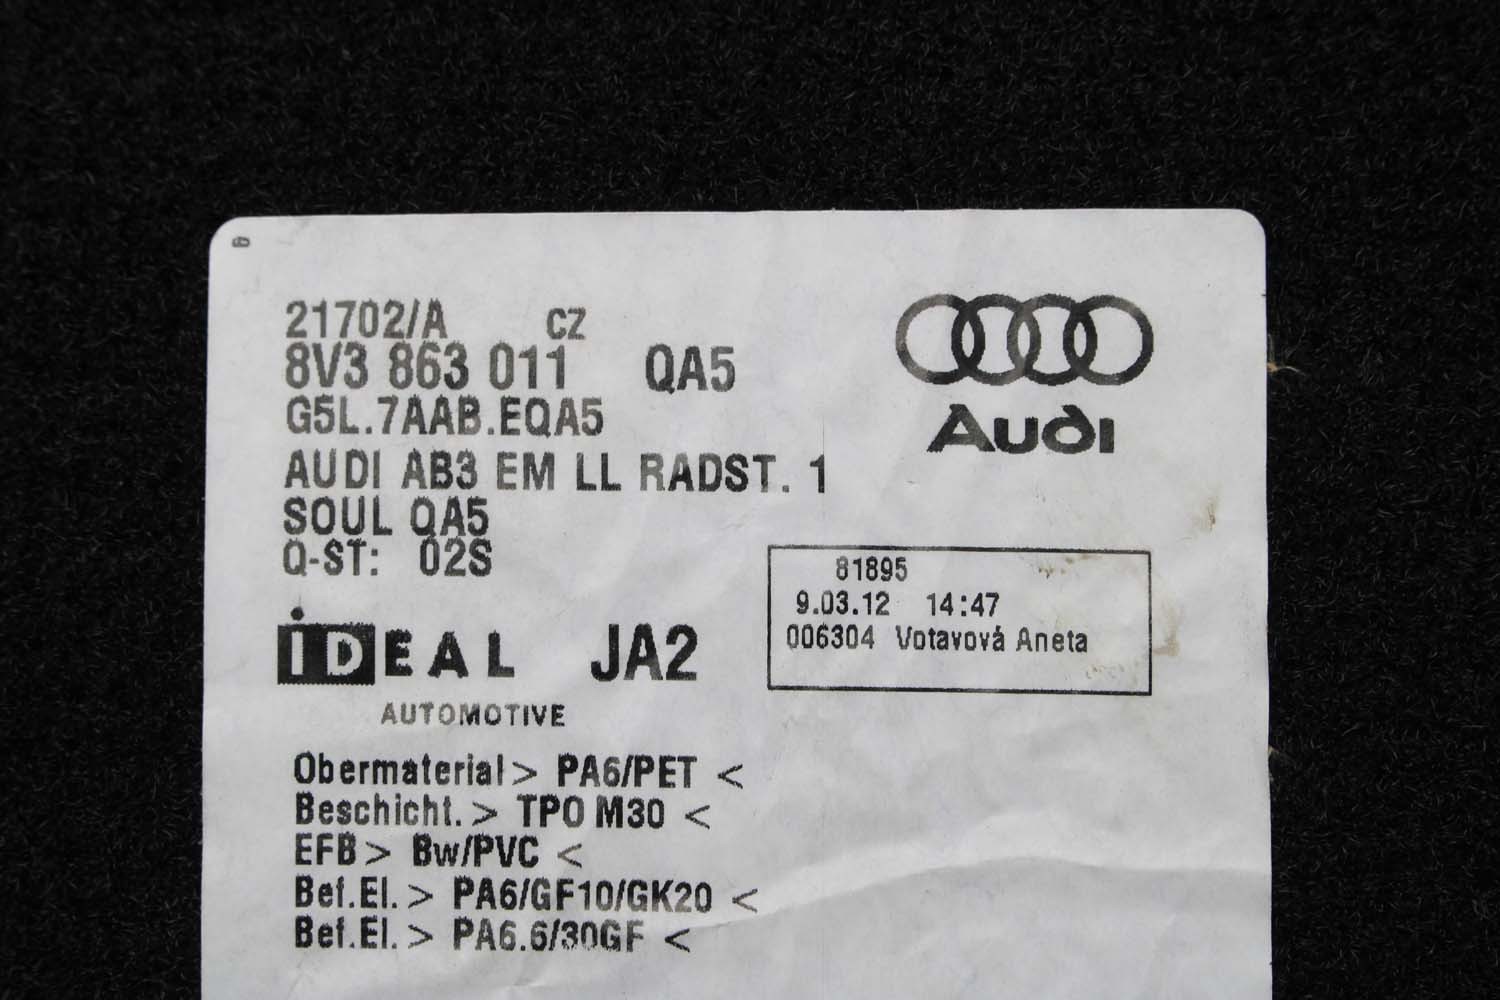 21702/A CZ
8V3 863 011 QA5
G5L.7AAB.EQA5
AUDI AB3 EM LL RADST. 1
SOUL QA5
Q-ST: 02S
Audi
81895
9.03.12 14:47
006304 Votavová Aneta
iDEAL JA2
AUTOMOTIVE
Obermaterial> PA6/PET <
Beschicht.> TPO M30 <
EFB> Bw/PVC <
Bef.El.> PA6/GF10/GK20 <
Bef.El.> PA6.6/30GF <